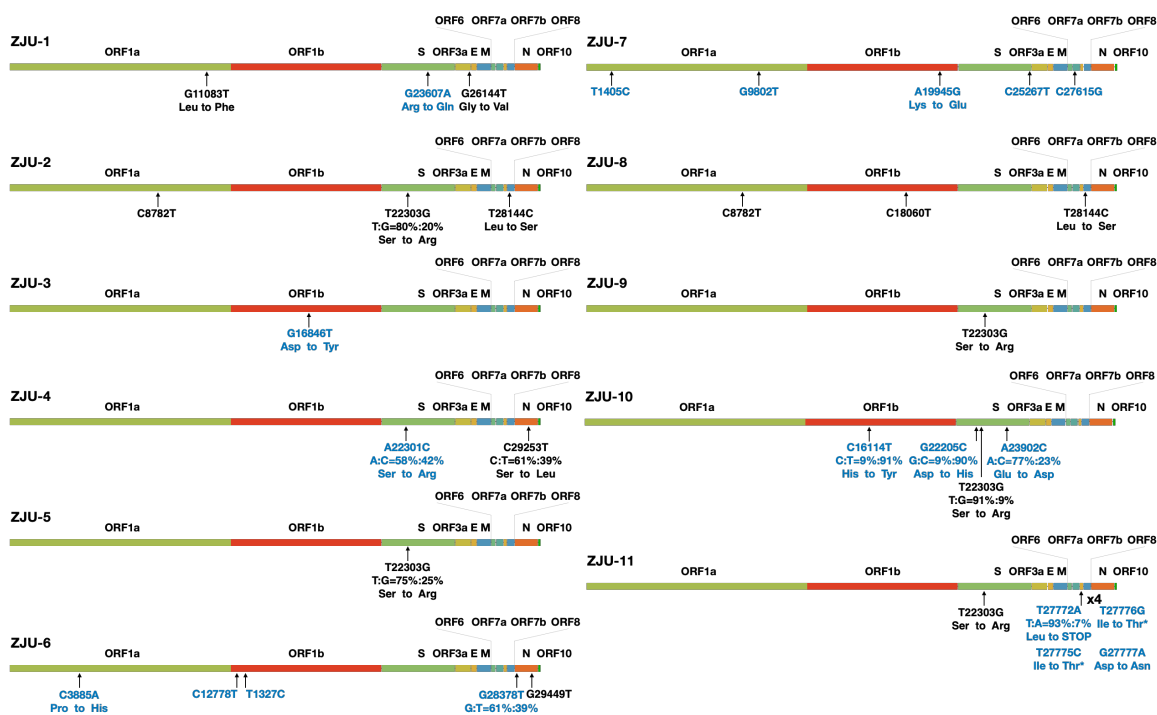 ORF6 ORF7a ORF7b ORF8
ZJU-1
ORF1a ORF1b S ORF3a E M N ORF10
G11083T
Leu to Phe
G23607A
Arg to Gln
G26144T
Gly to Val
ORF6 ORF7a ORF7b ORF8
ZJU-2
ORF1a ORF1b S ORF3a E M N ORF10
C8782T
T22303G
T:G=80%:20%
Ser to Arg
T28144C
Leu to Ser
ORF6 ORF7a ORF7b ORF8
ZJU-3
ORF1a ORF1b S ORF3a E M N ORF10
G16846T
Asp to Tyr
ORF6 ORF7a ORF7b ORF8
ZJU-4
ORF1a ORF1b S ORF3a E M N ORF10
A22301C
A:C=58%:42%
Ser to Arg
C29253T
C:T=61%:39%
Ser to Leu
ORF6 ORF7a ORF7b ORF8
ZJU-5
ORF1a ORF1b S ORF3a E M N ORF10
T22303G
T:G=75%:25%
Ser to Arg
ORF6 ORF7a ORF7b ORF8
ZJU-6
ORF1a ORF1b S ORF3a E M N ORF10
C3885A
Pro to His
C12778T T1327C
G28378T
G:T=61%:39%
G29449T
ORF6 ORF7a ORF7b ORF8
ZJU-7
ORF1a ORF1b S ORF3a E M N ORF10
T1405C
G9802T
A19945G
Lys to Glu
C25267T C27615G
ORF6 ORF7a ORF7b ORF8
ZJU-8
ORF1a ORF1b S ORF3a E M N ORF10
C8782T
C18060T
T28144C
Leu to Ser
ORF6 ORF7a ORF7b ORF8
ZJU-9
ORF1a ORF1b S ORF3a E M N ORF10
T22303G
Ser to Arg
ORF6 ORF7a ORF7b ORF8
ZJU-10
ORF1a ORF1b S ORF3a E M N ORF10
C16114T
C:T=9%:91%
His to Tyr
G22205C
G:C=9%:90%
Asp to His
A23902C
A:C=77%:23%
Glu to Asp
T22303G
T:G=91%:9%
Ser to Arg
ORF6 ORF7a ORF7b ORF8
ZJU-11
ORF1a ORF1b S ORF3a E M N ORF10
x4
T22303G
Ser to Arg
T27772A
T:A=93%:7%
Leu to STOP
T27776G
Ile to Thr*
T27775C
Ile to Thr*
G27777A
Asp to Asn